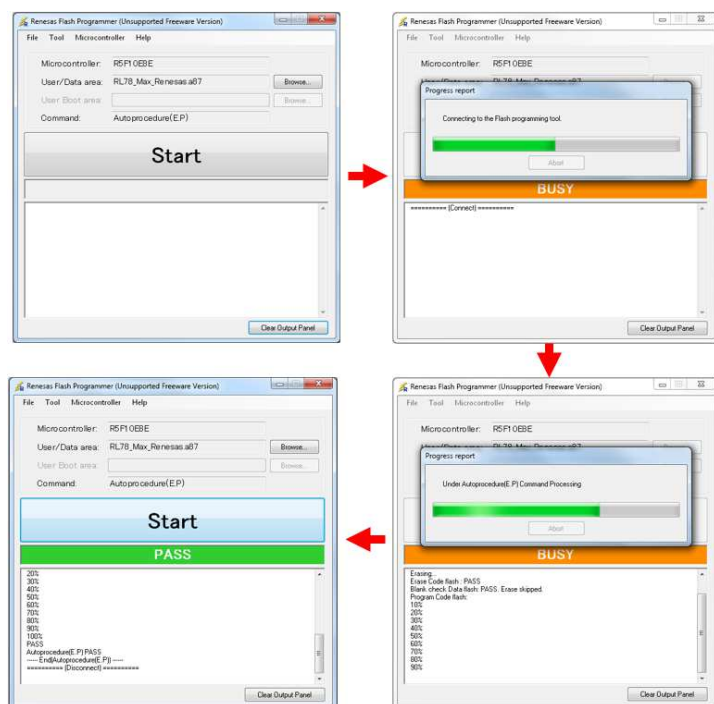 Renesas Flash Programmer (Unsupported Freeware Version)
File Tool Microcontroller Help
Microcontroller: R5F10EBE
User/Data area: RL78_Max_Renesas.a87 Browse...
User Boot area: Browse...
Command: Autoprocedure(E.P)
Start
Clear Output Panel
Renesas Flash Programmer (Unsupported Freeware Version)
File Tool Microcontroller Help
Microcontroller: R5F10EBE
Progress report
Connecting to the Flash programming tool.
Abort
BUSY
========== [Connect] ==========
Clear Output Panel
Renesas Flash Programmer (Unsupported Freeware Version)
File Tool Microcontroller Help
Microcontroller: R5F10EBE
User/Data area: RL78_Max_Renesas.a87 Browse...
User Boot area: Browse...
Command: Autoprocedure(E.P)
Start
PASS
20%
30%
40%
50%
60%
70%
80%
90%
100%
PASS
Autoprocedure(E.P) PASS
----- End(Autoprocedure(E.P)) -----
========== [Disconnect] ==========
Clear Output Panel
Renesas Flash Programmer (Unsupported Freeware Version)
File Tool Microcontroller Help
Microcontroller: R5F10EBE
Progress report
Under Autoprocedure(E.P) Command Processing
Abort
BUSY
Erasing...
Erase Code flash : PASS
Blank check Data flash: PASS. Erase skipped.
Program Code flash:
10%
20%
30%
40%
50%
60%
70%
80%
90%
Clear Output Panel